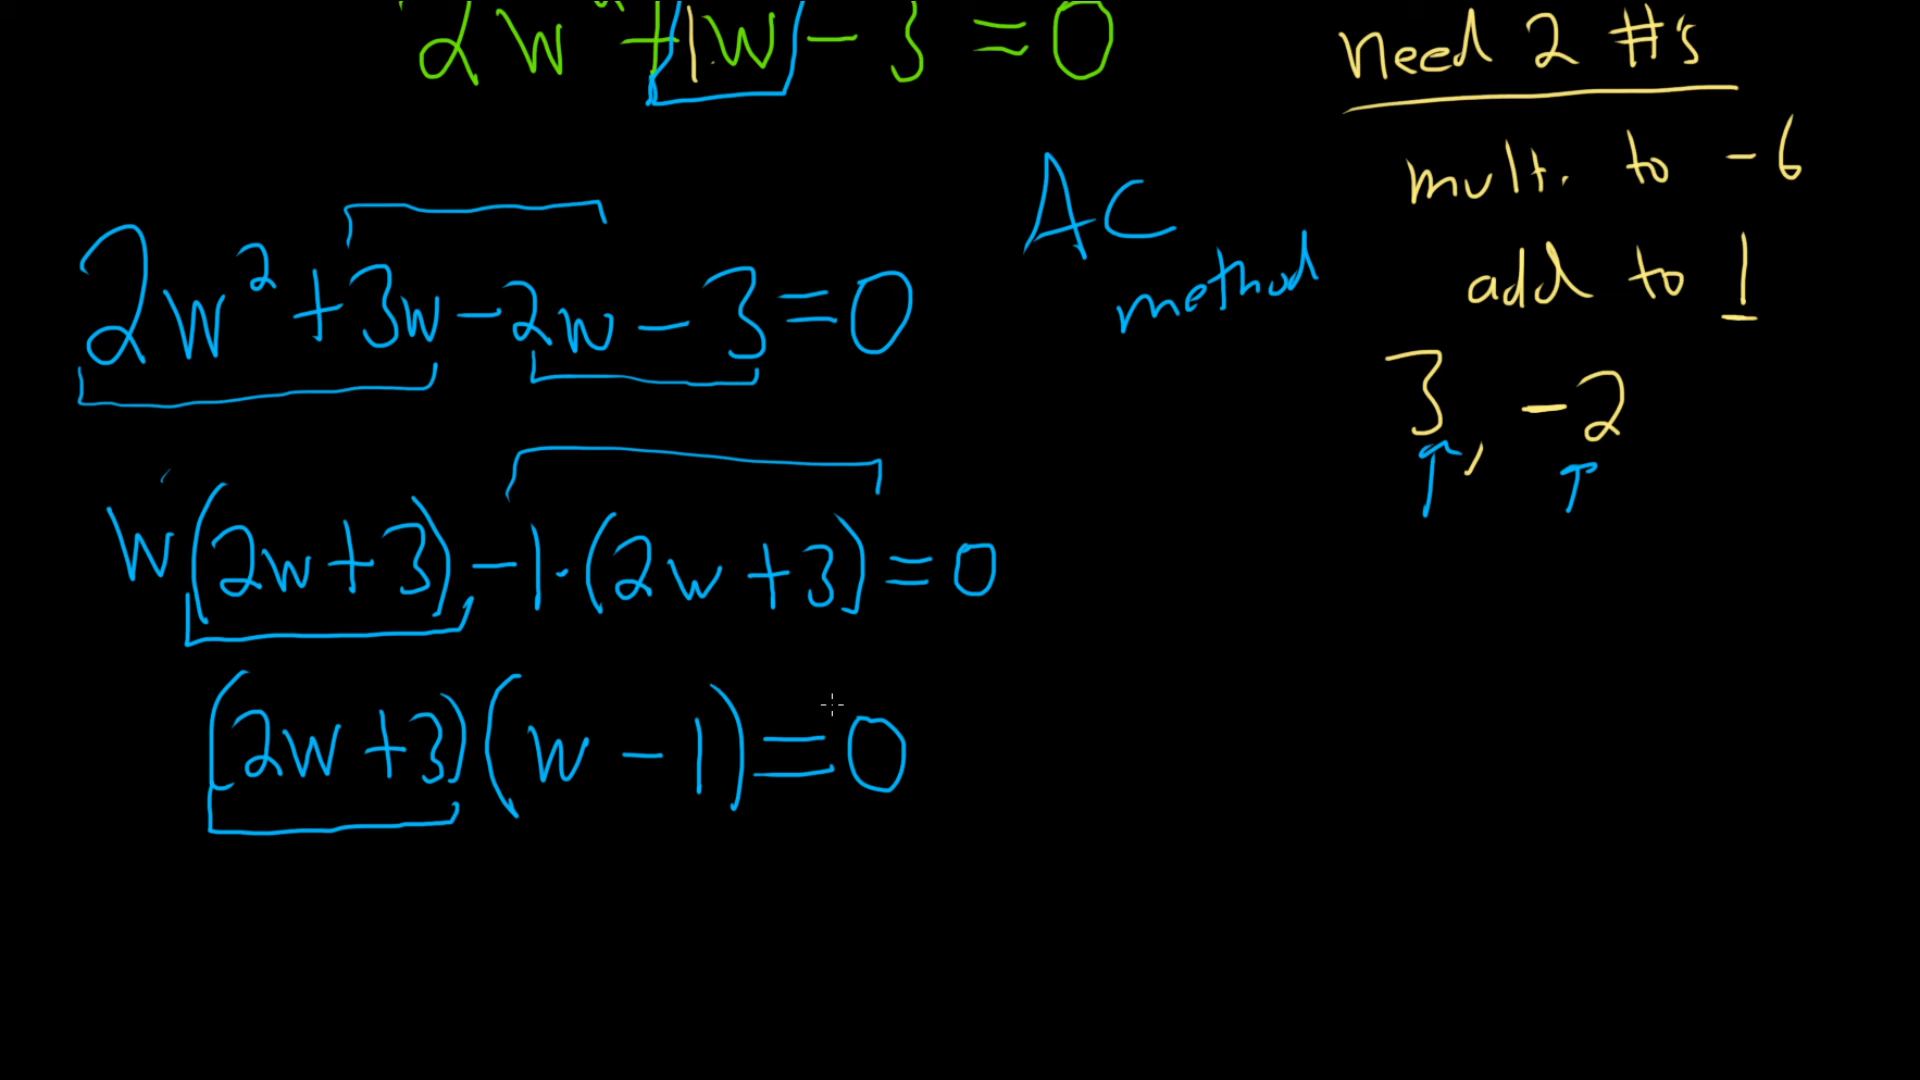 2w²+1w-3=0
need 2 #'s
mult. to -6
add to 1
3, -2
AC
method
2w²+3w-2w-3=0
w(2w+3)-1·(2w+3)=0
(2w+3)(w-1)=0